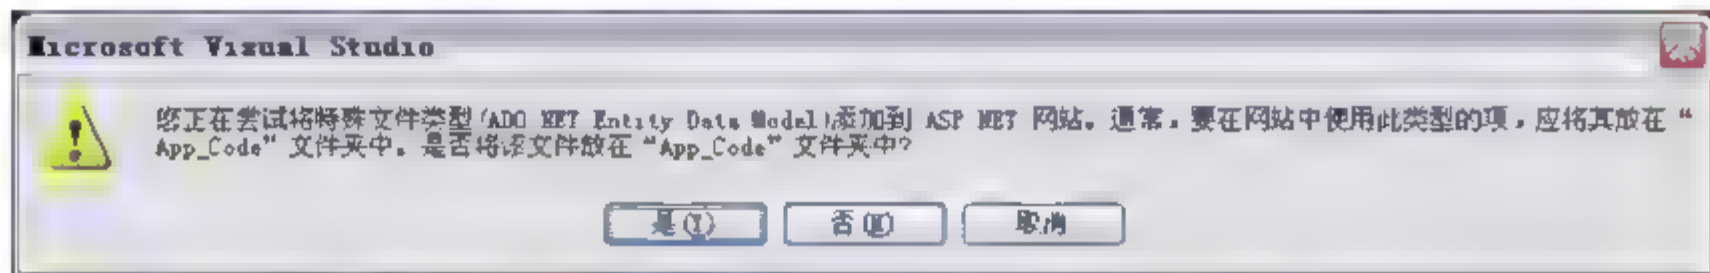 Microsoft Visual Studio
您正在尝试将特殊文件类型(ADO NET Entity Data Model)添加到 ASP NET 网站。通常，要在网站中使用此类型的项，应将其放在“
App_Code”文件夹中。是否将该文件放在“App_Code”文件夹中?
是(Y) 否(N) 取消